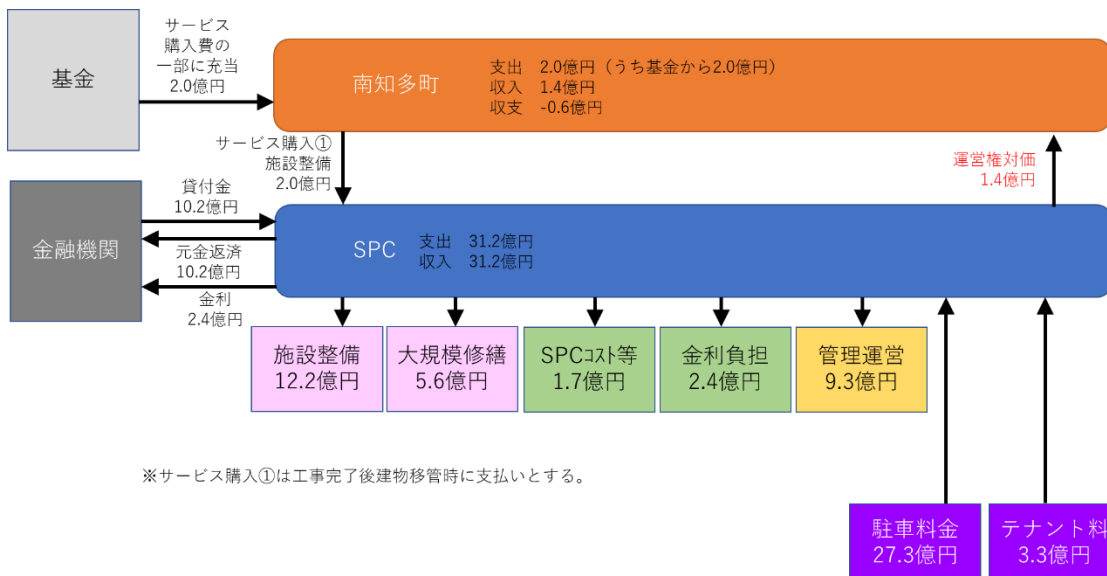 サービス
購入費の
一部に充当
2.0億円
基金
南知多町
支出 2.0億円（うち基金から2.0億円）
収入 1.4億円
収支 -0.6億円
サービス購入①
施設整備
2.0億円
運営権対価
1.4億円
貸付金
10.2億円
金融機関
元金返済
10.2億円
金利
2.4億円
SPC
支出 31.2億円
収入 31.2億円
施設整備
12.2億円
大規模修繕
5.6億円
SPCｺｽﾄ等
1.7億円
金利負担
2.4億円
管理運営
9.3億円
※サービス購入①は工事完了後建物移管時に支払いとする。
駐車料金
27.3億円
テナント料
3.3億円